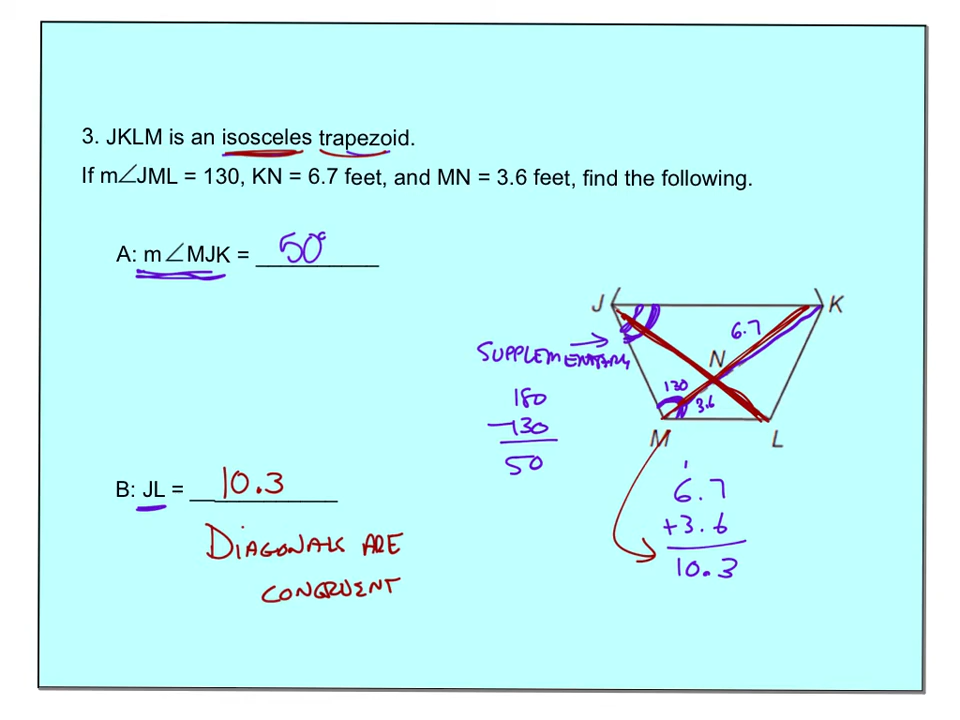 3. JKLM is an isosceles trapezoid.
If m∠JML = 130, KN = 6.7 feet, and MN = 3.6 feet, find the following.
A: m∠MJK = 50°
J
K
6.7
N
SUPPLEMENTARY →
130
3.6
M
L
180
-130
50
B: JL = 10.3
DIAGONALS ARE
CONGRUENT
1
6.7
+3.6
10.3